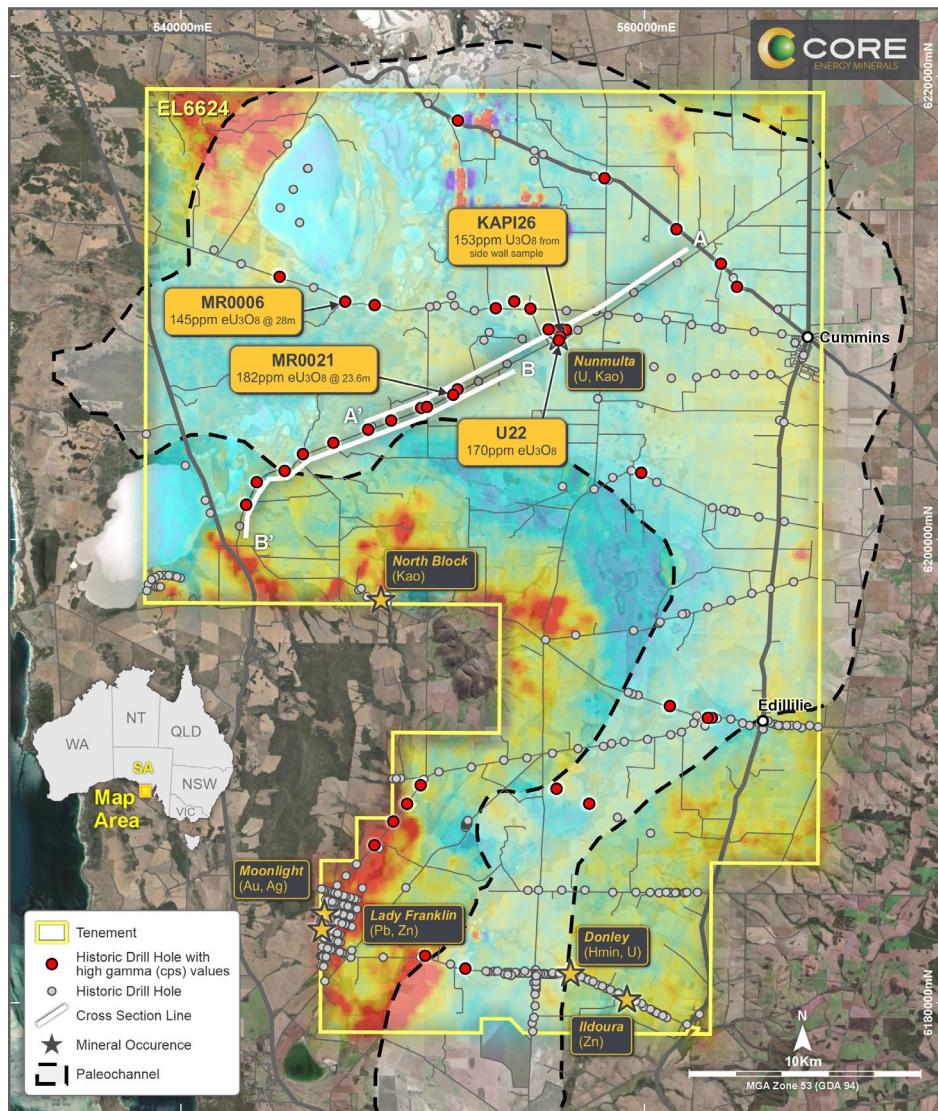 540000mE
560000mE
CORE
ENERGY MINERALS
6220000mN
EL6624
KAPI26
153ppm U₃O₈ from
side wall sample
A
MR0006
145ppm eU₃O₈ @ 28m
Cummins
MR0021
182ppm eU₃O₈ @ 23.6m
Nunmulta
(U, Kao)
B
A'
U22
170ppm eU₃O₈
B'
6200000mN
North Block
(Kao)
Edillilie
WA
NT
QLD
SA
NSW
VIC
Map
Area
Moonlight
(Au, Ag)
Lady Franklin
(Pb, Zn)
Donley
(Hmin, U)
Ildoura
(Zn)
6180000mN
Tenement
Historic Drill Hole with
high gamma (cps) values
Historic Drill Hole
Cross Section Line
Mineral Occurence
Paleochannel
N
10Km
MGA Zone 53 (GDA 94)